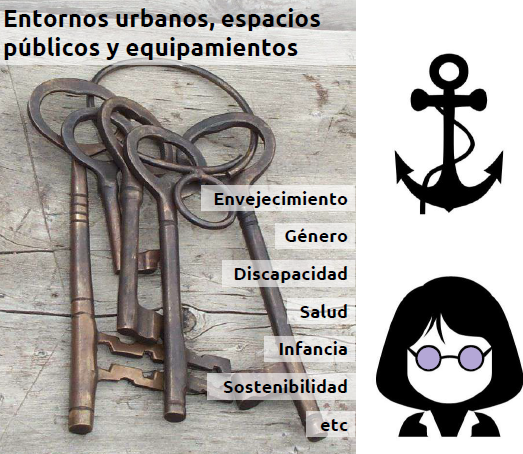 Entornos urbanos, espacios
públicos y equipamientos
Envejecimiento
Género
Discapacidad
Salud
Infancia
Sostenibilidad
etc